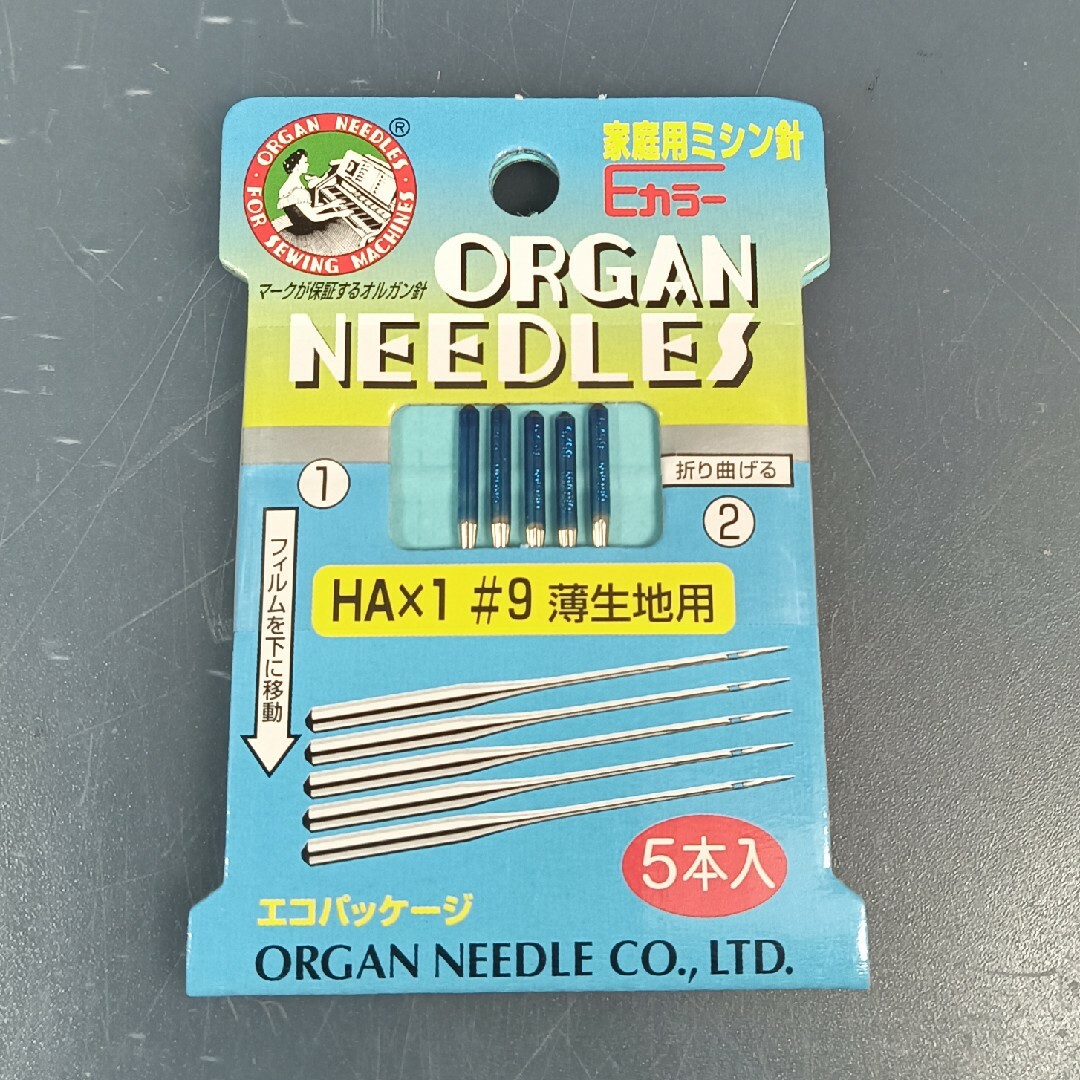 ORGAN NEEDLES
FOR SEWING MACHINES
®
マークが保証するオルガン針
家庭用ミシン針
Eカラー
ORGAN
NEEDLES
1
フィルムを下に移動
折り曲げる
2
HA×1 #9 薄生地用
5本入
エコパッケージ
ORGAN NEEDLE CO., LTD.